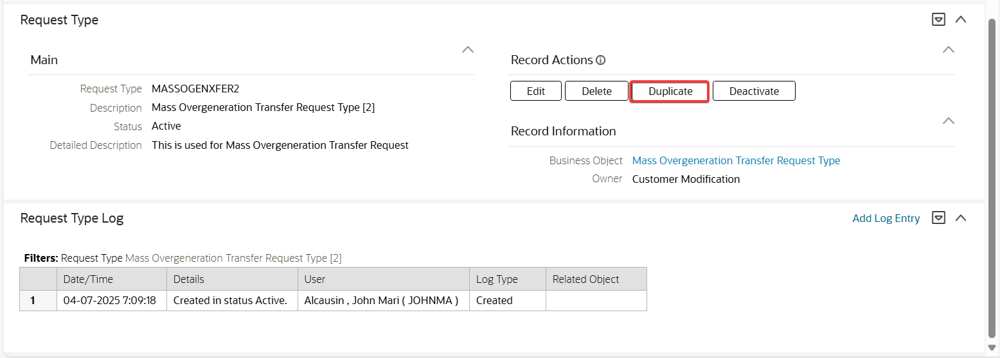 Request Type
Main
Request Type MASSOGENXFER2
Description Mass Overgeneration Transfer Request Type [2]
Status Active
Detailed Description This is used for Mass Overgeneration Transfer Request
Record Actions
Edit Delete Duplicate Deactivate
Record Information
Business Object Mass Overgeneration Transfer Request Type
Owner Customer Modification
Request Type Log
Add Log Entry
Filters: Request Type Mass Overgeneration Transfer Request Type [2]
Date/Time Details User Log Type Related Object
1 04-07-2025 7:09:18 Created in status Active. Alcausin , John Mari ( JOHNMA ) Created